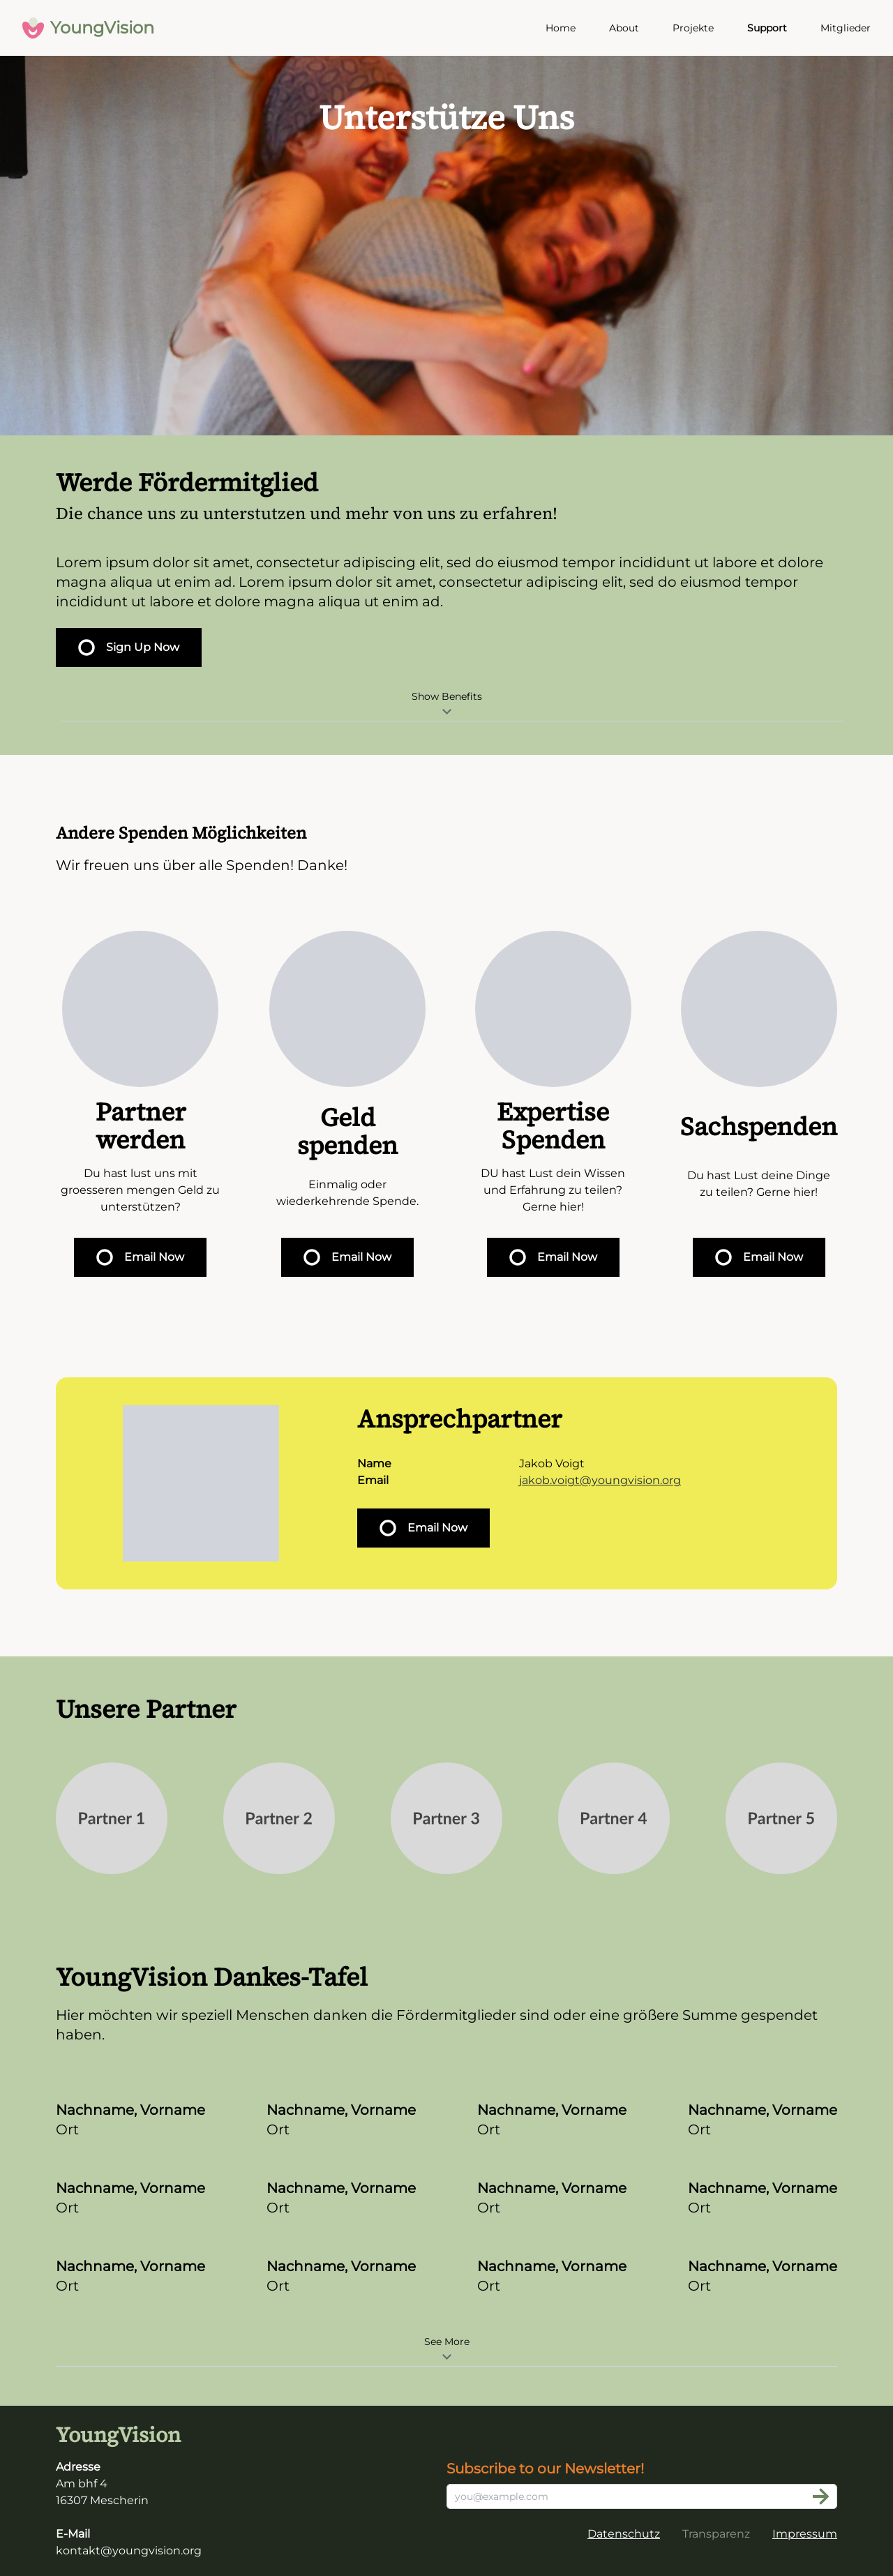 YoungVision
Home About Projekte Support Mitglieder
Unterstütze Uns
Werde Fördermitglied
Die chance uns zu unterstutzen und mehr von uns zu erfahren!
Lorem ipsum dolor sit amet, consectetur adipiscing elit, sed do eiusmod tempor incididunt ut labore et dolore
magna aliqua ut enim ad. Lorem ipsum dolor sit amet, consectetur adipiscing elit, sed do eiusmod tempor
incididunt ut labore et dolore magna aliqua ut enim ad.
Sign Up Now
Show Benefits
Andere Spenden Möglichkeiten
Wir freuen uns über alle Spenden! Danke!
Partner
werden
Du hast lust uns mit
groesseren mengen Geld zu
unterstützen?
Email Now
Geld
spenden
Einmalig oder
wiederkehrende Spende.
Email Now
Expertise
Spenden
DU hast Lust dein Wissen
und Erfahrung zu teilen?
Gerne hier!
Email Now
Sachspenden
Du hast Lust deine Dinge
zu teilen? Gerne hier!
Email Now
Ansprechpartner
Name Jakob Voigt
Email jakob.voigt@youngvision.org
Email Now
Unsere Partner
Partner 1 Partner 2 Partner 3 Partner 4 Partner 5
YoungVision Dankes-Tafel
Hier möchten wir speziell Menschen danken die Fördermitglieder sind oder eine größere Summe gespendet
haben.
Nachname, Vorname Nachname, Vorname Nachname, Vorname Nachname, Vorname
Ort Ort Ort Ort
Nachname, Vorname Nachname, Vorname Nachname, Vorname Nachname, Vorname
Ort Ort Ort Ort
Nachname, Vorname Nachname, Vorname Nachname, Vorname Nachname, Vorname
Ort Ort Ort Ort
See More
YoungVision
Adresse
Am bhf 4
16307 Mescherin
E-Mail
kontakt@youngvision.org
Subscribe to our Newsletter!
you@example.com
Datenschutz Transparenz Impressum